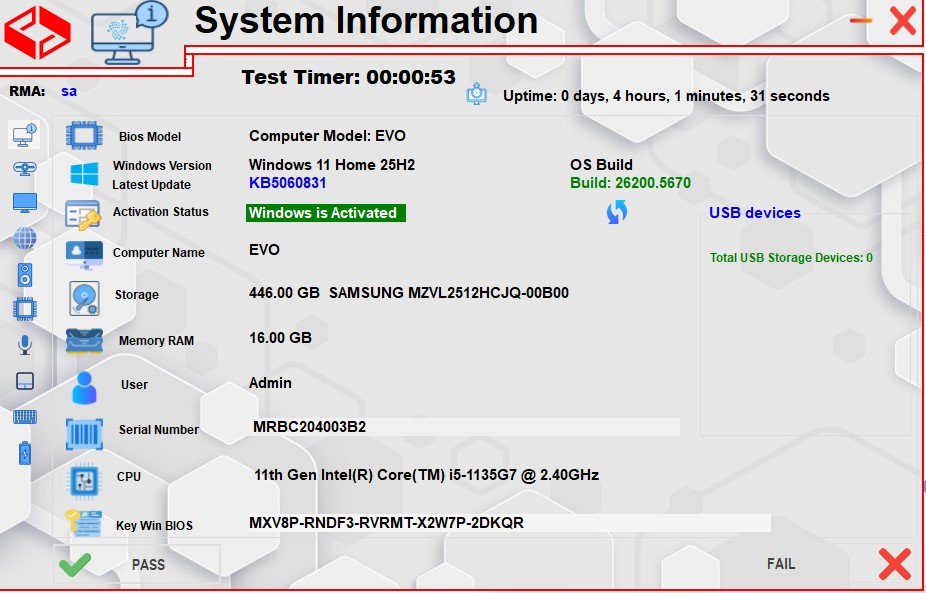 System Information
Test Timer: 00:00:53
RMA: sa
Uptime: 0 days, 4 hours, 1 minutes, 31 seconds
Bios Model Computer Model: EVO
Windows Version Windows 11 Home 25H2 OS Build
Latest Update KB5060831 Build: 26200.5670
Activation Status Windows is Activated USB devices
Computer Name EVO Total USB Storage Devices: 0
Storage 446.00 GB SAMSUNG MZVL2512HCJQ-00B00
Memory RAM 16.00 GB
User Admin
Serial Number MRBC204003B2
CPU 11th Gen Intel(R) Core(TM) i5-1135G7 @ 2.40GHz
Key Win BIOS MXV8P-RNDF3-RVRMT-X2W7P-2DKQR
PASS FAIL